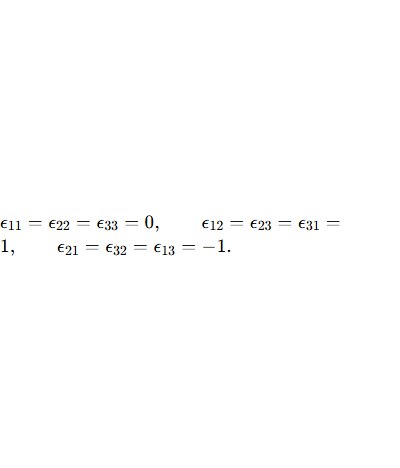 ϵ₁₁ = ϵ₂₂ = ϵ₃₃ = 0, ϵ₁₂ = ϵ₂₃ = ϵ₃₁ =
1, ϵ₂₁ = ϵ₃₂ = ϵ₁₃ = −1.